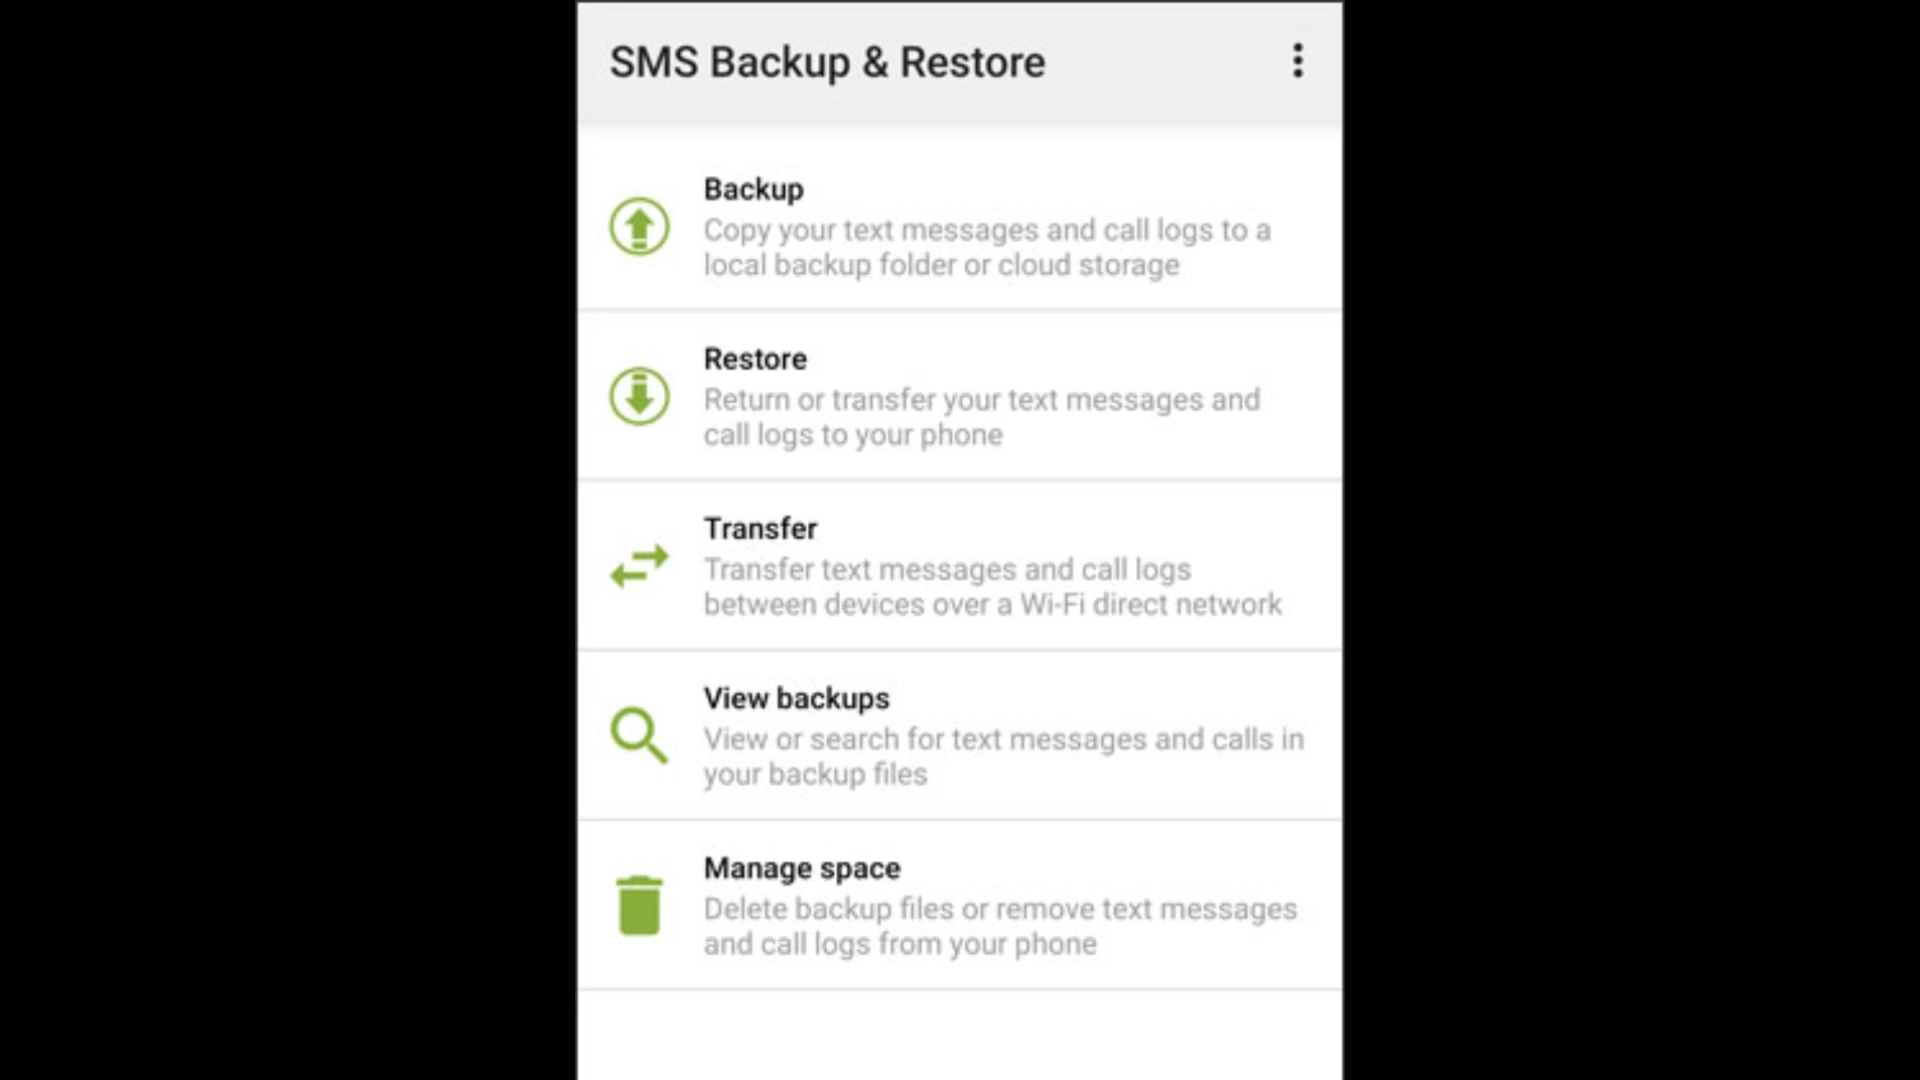 SMS Backup & Restore
Backup
Copy your text messages and call logs to a
local backup folder or cloud storage
Restore
Return or transfer your text messages and
call logs to your phone
Transfer
Transfer text messages and call logs
between devices over a Wi-Fi direct network
View backups
View or search for text messages and calls in
your backup files
Manage space
Delete backup files or remove text messages
and call logs from your phone